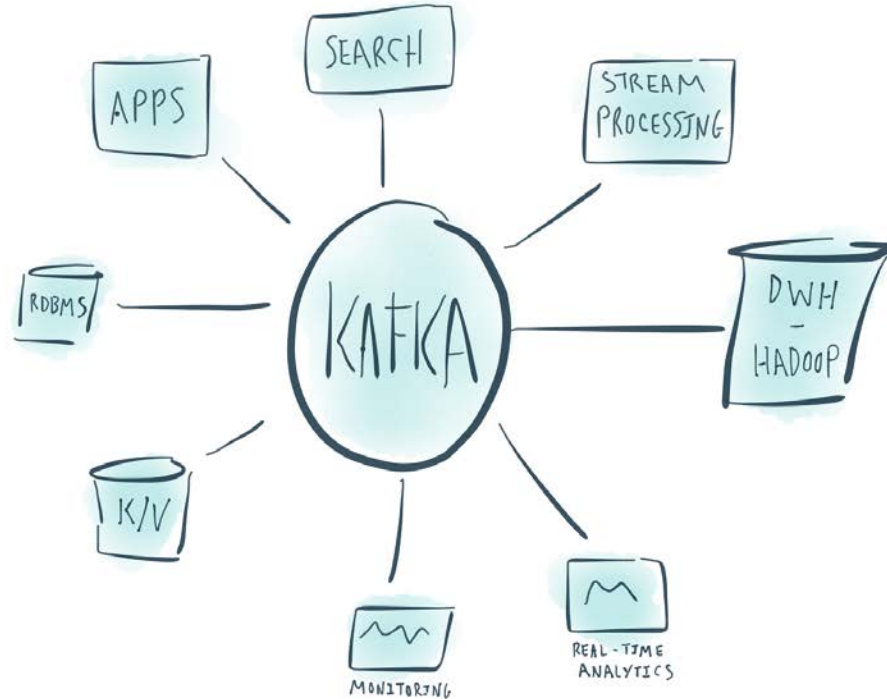 SEARCH
APPS
STREAM
PROCESSING
RDBMS
KAFKA
DWH
-
HADOOP
K/V
MONITORING
REAL-TIME
ANALYTICS